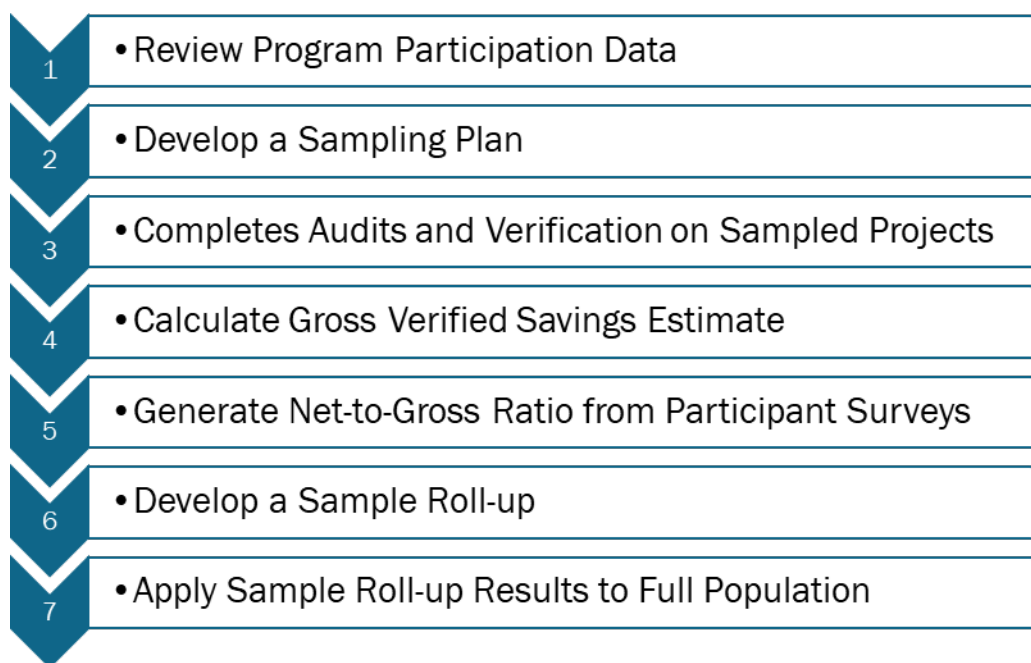 1
•Review Program Participation Data
2
•Develop a Sampling Plan
3
•Completes Audits and Verification on Sampled Projects
4
•Calculate Gross Verified Savings Estimate
5
•Generate Net-to-Gross Ratio from Participant Surveys
6
•Develop a Sample Roll-up
7
•Apply Sample Roll-up Results to Full Population